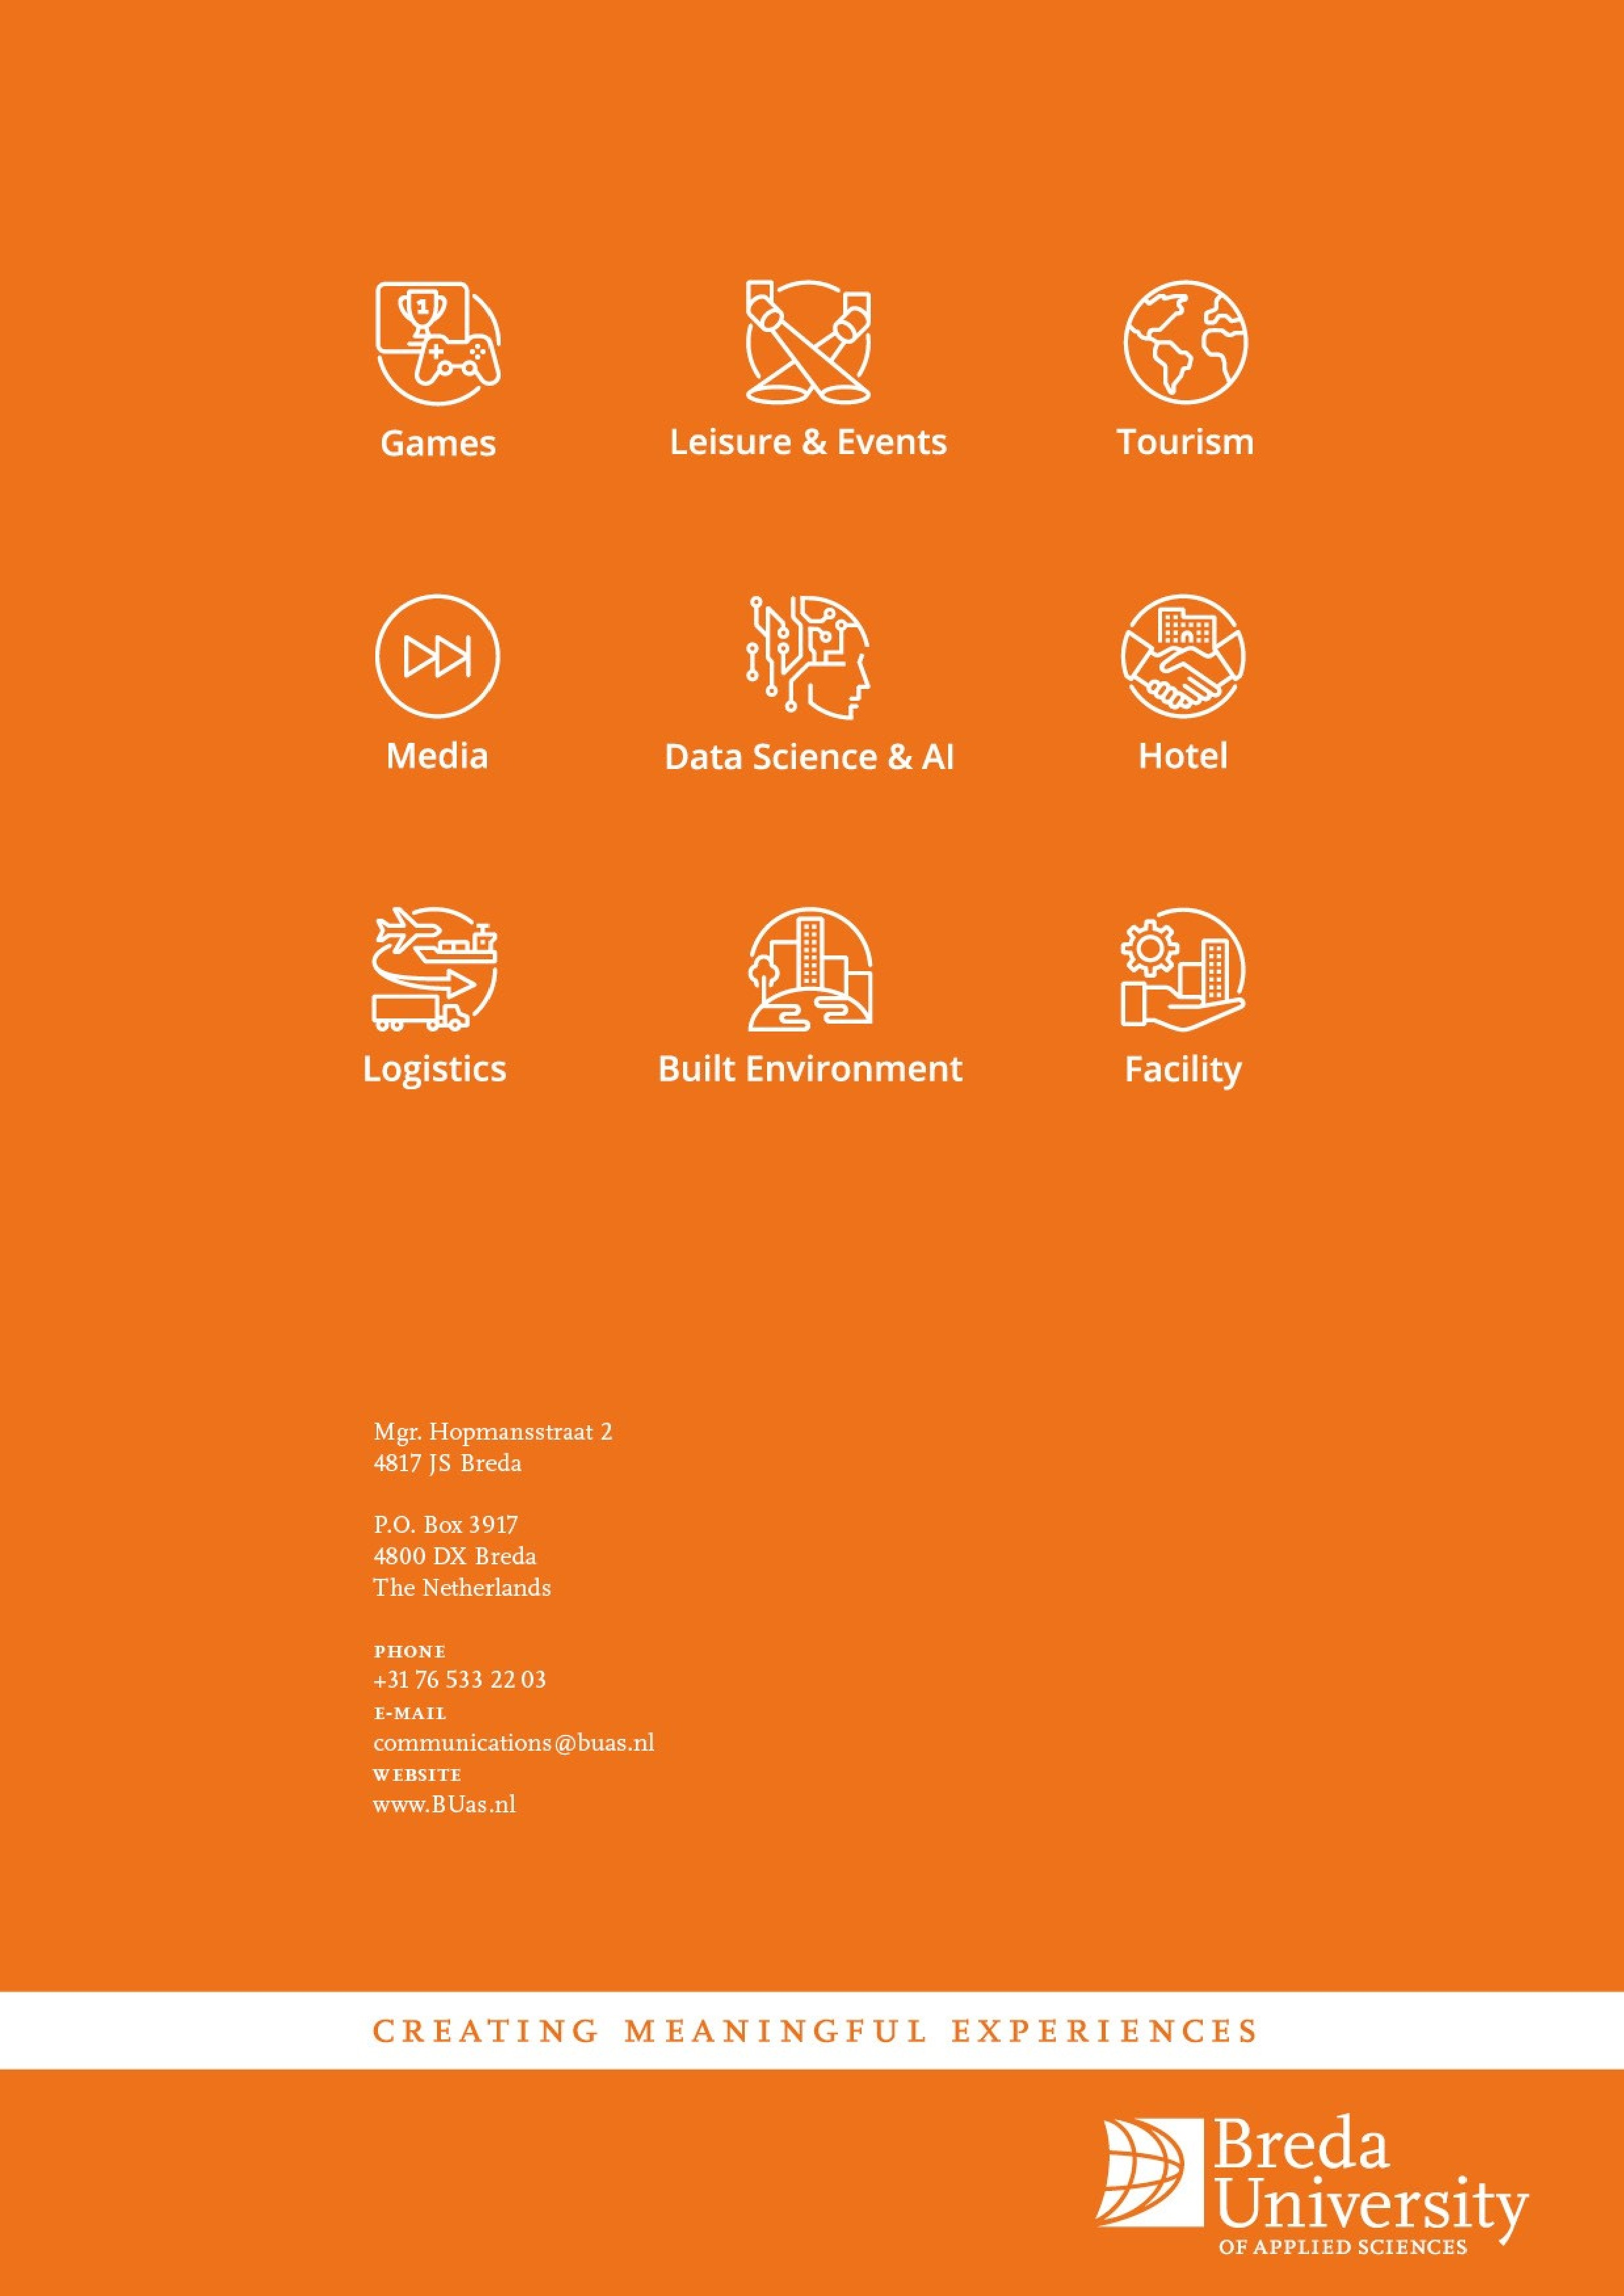 1
Games
Leisure & Events
Tourism
Media
Data Science & AI
Hotel
Logistics
Built Environment
Facility
Mgr. Hopmansstraat 2
4817 JS Breda
P.O. Box 3917
4800 DX Breda
The Netherlands
PHONE
+31 76 533 22 03
E-MAIL
communications@buas.nl
WEBSITE
www.BUas.nl
CREATING MEANINGFUL EXPERIENCES
Breda
University
OF APPLIED SCIENCES